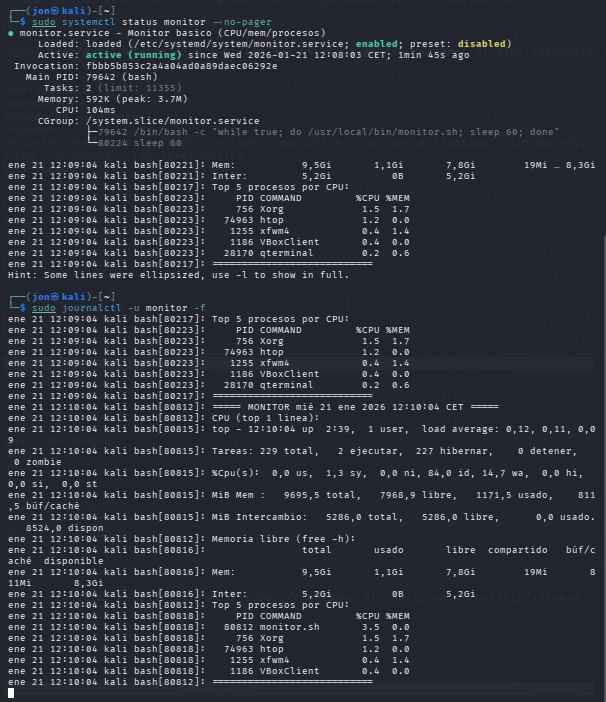 ┌──(jon㉿kali)-[~]
└─$ sudo systemctl status monitor --no-pager
● monitor.service - Monitor basico (CPU/mem/procesos)
     Loaded: loaded (/etc/systemd/system/monitor.service; enabled; preset: disabled)
     Active: active (running) since Wed 2026-01-21 12:08:03 CET; 1min 45s ago
 Invocation: fbbb5b853c2a4a04ad0a89daec06292e
   Main PID: 79642 (bash)
      Tasks: 2 (limit: 11355)
     Memory: 592K (peak: 3.7M)
        CPU: 104ms
     CGroup: /system.slice/monitor.service
             ├─79642 /bin/bash -c "while true; do /usr/local/bin/monitor.sh; sleep 60; done"
             └─80224 sleep 60

ene 21 12:09:04 kali bash[80221]: Mem:           9,5Gi       1,1Gi       7,8Gi        19Mi … 8,3Gi
ene 21 12:09:04 kali bash[80221]: Inter:         5,2Gi          0B       5,2Gi
ene 21 12:09:04 kali bash[80217]: Top 5 procesos por CPU:
ene 21 12:09:04 kali bash[80223]:     PID COMMAND         %CPU %MEM
ene 21 12:09:04 kali bash[80223]:     756 Xorg             1.5  1.7
ene 21 12:09:04 kali bash[80223]:   74963 htop             1.2  0.0
ene 21 12:09:04 kali bash[80223]:    1255 xfwm4            0.4  1.4
ene 21 12:09:04 kali bash[80223]:    1186 VBoxClient       0.4  0.0
ene 21 12:09:04 kali bash[80223]:   28170 qterminal        0.2  0.6
ene 21 12:09:04 kali bash[80217]: =============================
Hint: Some lines were ellipsized, use -l to show in full.

┌──(jon㉿kali)-[~]
└─$ sudo journalctl -u monitor -f
ene 21 12:09:04 kali bash[80217]: Top 5 procesos por CPU:
ene 21 12:09:04 kali bash[80223]:     PID COMMAND         %CPU %MEM
ene 21 12:09:04 kali bash[80223]:     756 Xorg             1.5  1.7
ene 21 12:09:04 kali bash[80223]:   74963 htop             1.2  0.0
ene 21 12:09:04 kali bash[80223]:    1255 xfwm4            0.4  1.4
ene 21 12:09:04 kali bash[80223]:    1186 VBoxClient       0.4  0.0
ene 21 12:09:04 kali bash[80223]:   28170 qterminal        0.2  0.6
ene 21 12:09:04 kali bash[80217]: =============================
ene 21 12:10:04 kali bash[80812]: ===== MONITOR mié 21 ene 2026 12:10:04 CET =====
ene 21 12:10:04 kali bash[80812]: CPU (top 1 linea):
ene 21 12:10:04 kali bash[80815]: top - 12:10:04 up  2:39,  1 user,  load average: 0,12, 0,11, 0,0
9
ene 21 12:10:04 kali bash[80815]: Tareas: 229 total,   2 ejecutar,  227 hibernar,    0 detener,
  0 zombie
ene 21 12:10:04 kali bash[80815]: %Cpu(s):  0,0 us,  1,3 sy,  0,0 ni, 84,0 id, 14,7 wa,  0,0 hi,
0,0 si,  0,0 st
ene 21 12:10:04 kali bash[80815]: MiB Mem :   9695,5 total,   7968,9 libre,   1171,5 usado,    811
,5 búf/caché
ene 21 12:10:04 kali bash[80815]: MiB Intercambio:   5286,0 total,   5286,0 libre,      0,0 usado.
   8524,0 dispon
ene 21 12:10:04 kali bash[80812]: Memoria libre (free -h):
ene 21 12:10:04 kali bash[80816]:                total       usado       libre  compartido   búf/c
aché  disponible
ene 21 12:10:04 kali bash[80816]: Mem:           9,5Gi       1,1Gi       7,8Gi        19Mi       8
11Mi       8,3Gi
ene 21 12:10:04 kali bash[80816]: Inter:         5,2Gi          0B       5,2Gi
ene 21 12:10:04 kali bash[80812]: Top 5 procesos por CPU:
ene 21 12:10:04 kali bash[80818]:     PID COMMAND         %CPU %MEM
ene 21 12:10:04 kali bash[80818]:   80812 monitor.sh       3.5  0.0
ene 21 12:10:04 kali bash[80818]:     756 Xorg             1.5  1.7
ene 21 12:10:04 kali bash[80818]:   74963 htop             1.2  0.0
ene 21 12:10:04 kali bash[80818]:    1255 xfwm4            0.4  1.4
ene 21 12:10:04 kali bash[80818]:    1186 VBoxClient       0.4  0.0
ene 21 12:10:04 kali bash[80812]: =============================